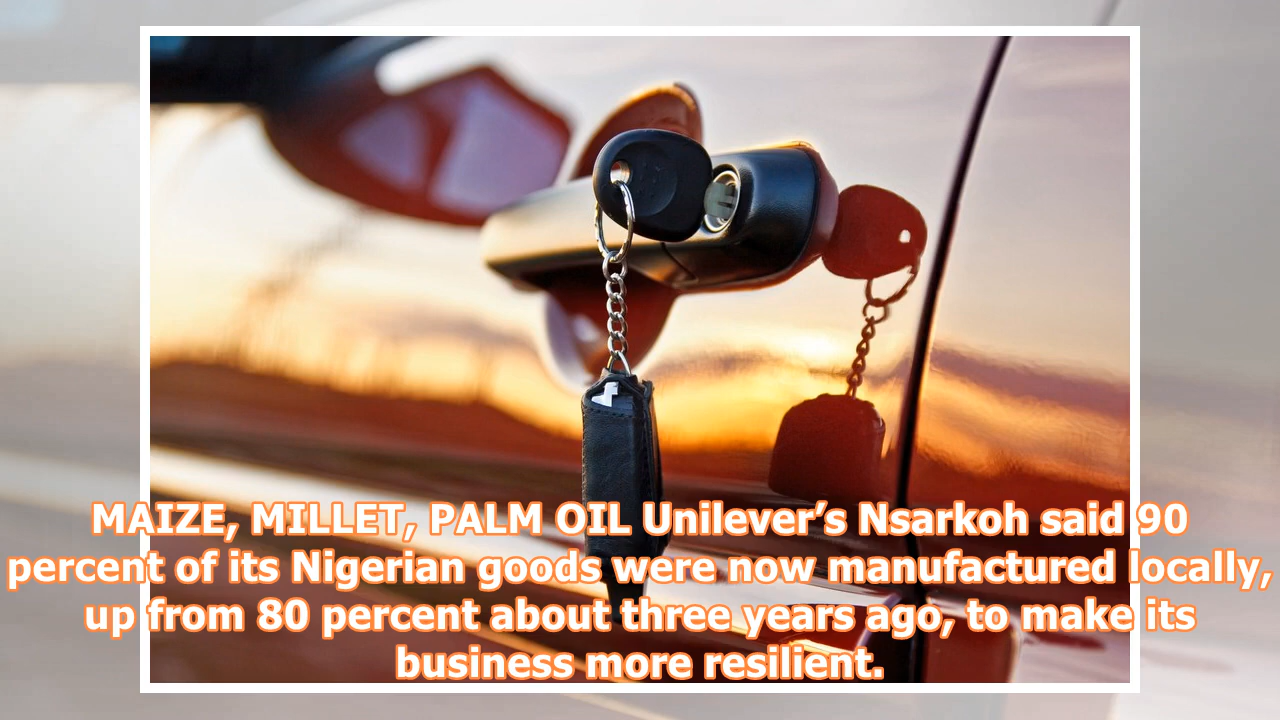 MAIZE, MILLET, PALM OIL Unilever’s Nsarkoh said 90
percent of its Nigerian goods were now manufactured locally,
up from 80 percent about three years ago, to make its
business more resilient.